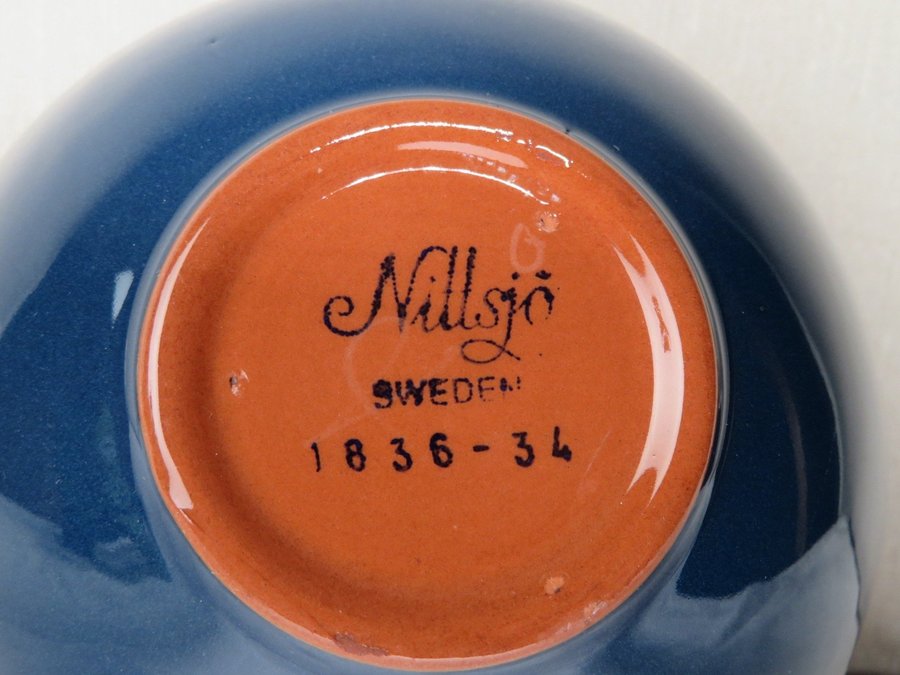 Nillsjö
SWEDEN
1836-34